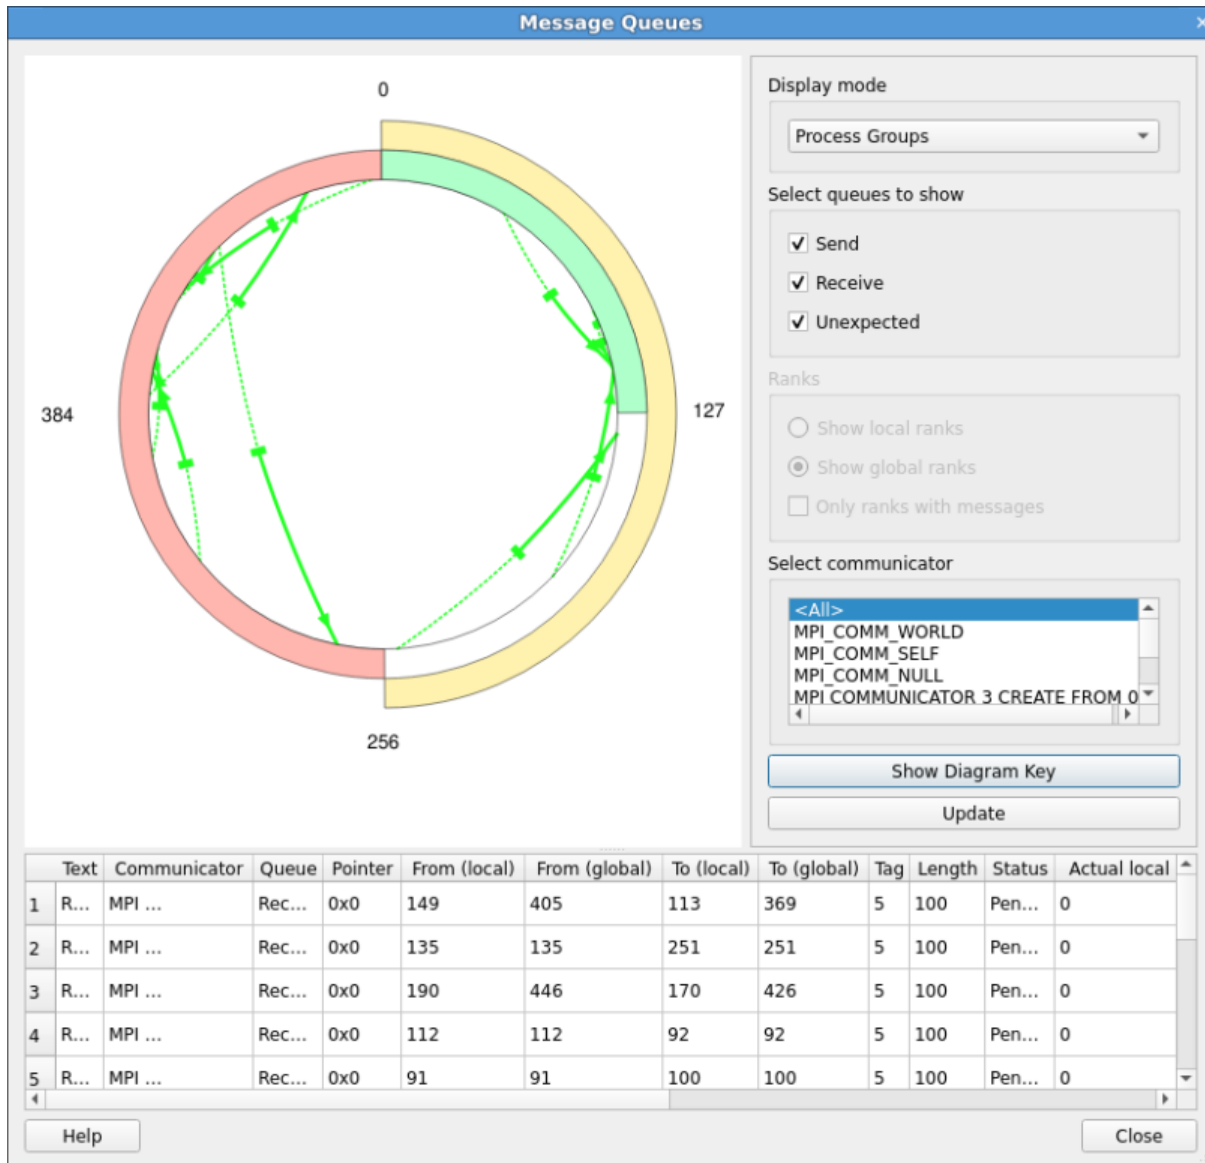 Message Queues
0
384
127
256
Display mode
Process Groups
Select queues to show
Send
Receive
Unexpected
Ranks
Show local ranks
Show global ranks
Only ranks with messages
Select communicator
<All>
MPI_COMM_WORLD
MPI_COMM_SELF
MPI_COMM_NULL
MPI COMMUNICATOR 3 CREATE FROM 0
Show Diagram Key
Update
Text Communicator Queue Pointer From (local) From (global) To (local) To (global) Tag Length Status Actual local
1 R... MPI ... Rec... 0x0 149 405 113 369 5 100 Pen... 0
2 R... MPI ... Rec... 0x0 135 135 251 251 5 100 Pen... 0
3 R... MPI ... Rec... 0x0 190 446 170 426 5 100 Pen... 0
4 R... MPI ... Rec... 0x0 112 112 92 92 5 100 Pen... 0
5 R... MPI ... Rec... 0x0 91 91 100 100 5 100 Pen... 0
Help
Close